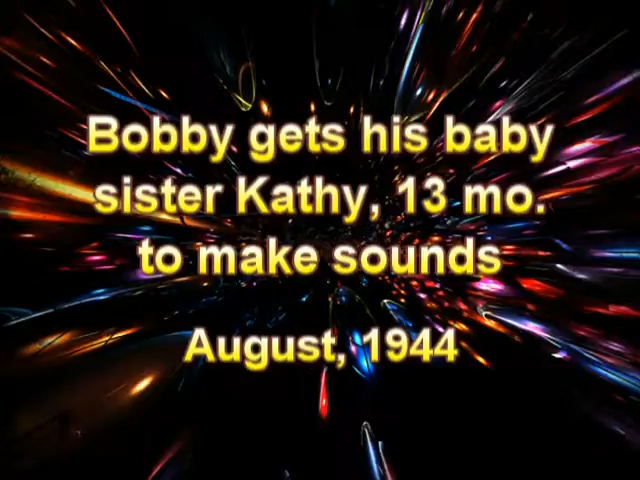 Bobby gets his baby
sister Kathy, 13 mo.
to make sounds
August, 1944